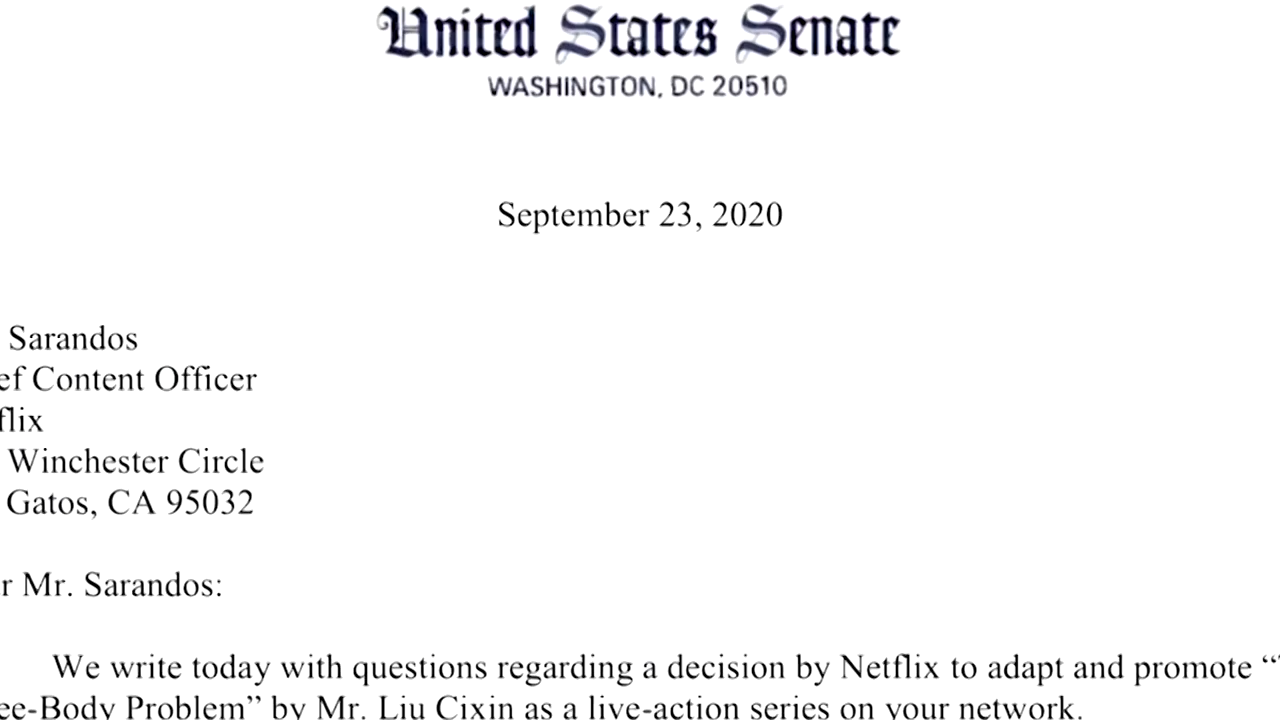 United States Senate
WASHINGTON, DC 20510
September 23, 2020
Sarandos
ef Content Officer
flix
Winchester Circle
Gatos, CA 95032
r Mr. Sarandos:
We write today with questions regarding a decision by Netflix to adapt and promote “
ee-Body Problem” by Mr. Liu Cixin as a live-action series on your network.